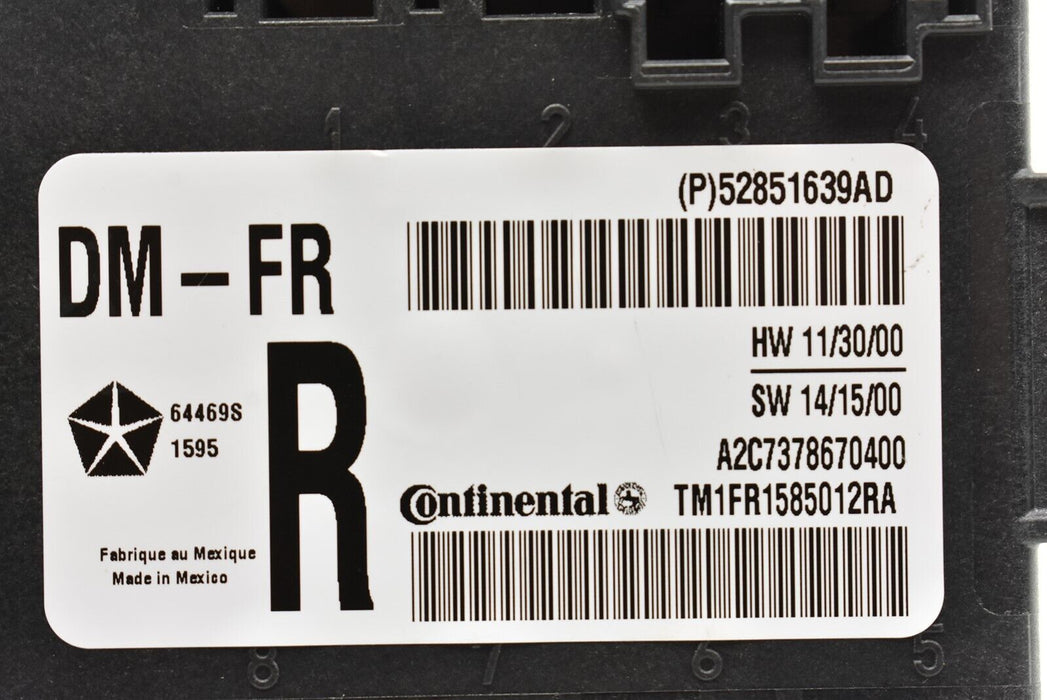 1 2 3 4
(P)52851639AD
DM-FR
HW 11/30/00
SW 14/15/00
R
64469S
1595
A2C7378670400
Continental
TM1FR1585012RA
Fabrique au Mexique
Made in Mexico
8 7 6 5